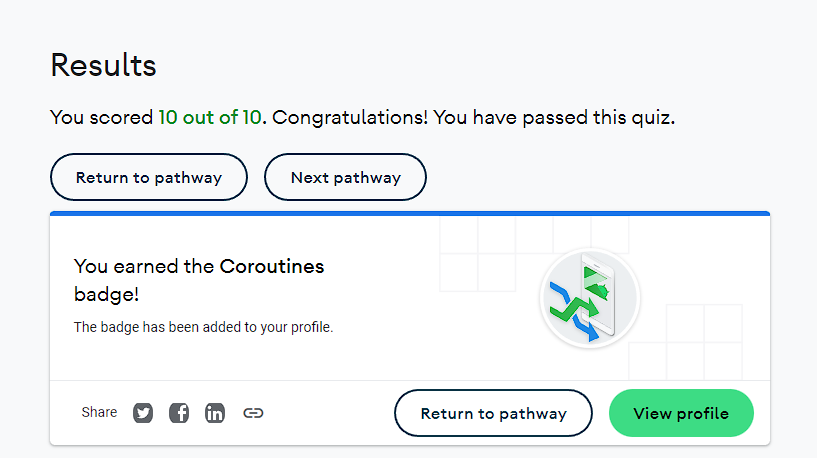 Results
You scored 10 out of 10. Congratulations! You have passed this quiz.
Return to pathway
Next pathway
You earned the Coroutines
badge!
The badge has been added to your profile.
Share
Return to pathway
View profile